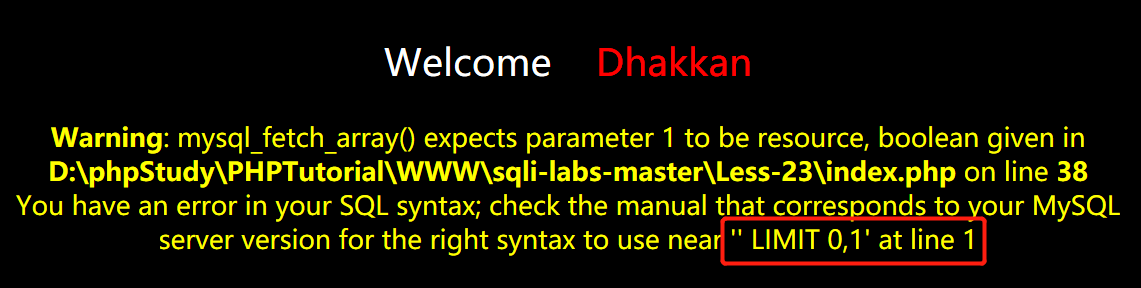 Welcome Dhakkan
Warning: mysql_fetch_array() expects parameter 1 to be resource, boolean given in
D:\phpStudy\PHPTutorial\WWW\sqli-labs-master\Less-23\index.php on line 38
You have an error in your SQL syntax; check the manual that corresponds to your MySQL
server version for the right syntax to use near '' LIMIT 0,1' at line 1